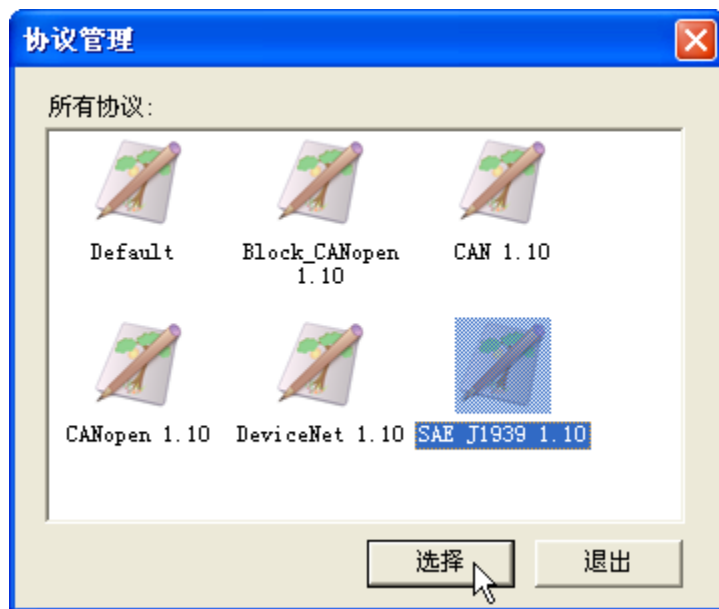 协议管理
所有协议:
Default
Block_CANopen
1.10
CAN 1.10
CANopen 1.10
DeviceNet 1.10
SAE J1939 1.10
选择
退出